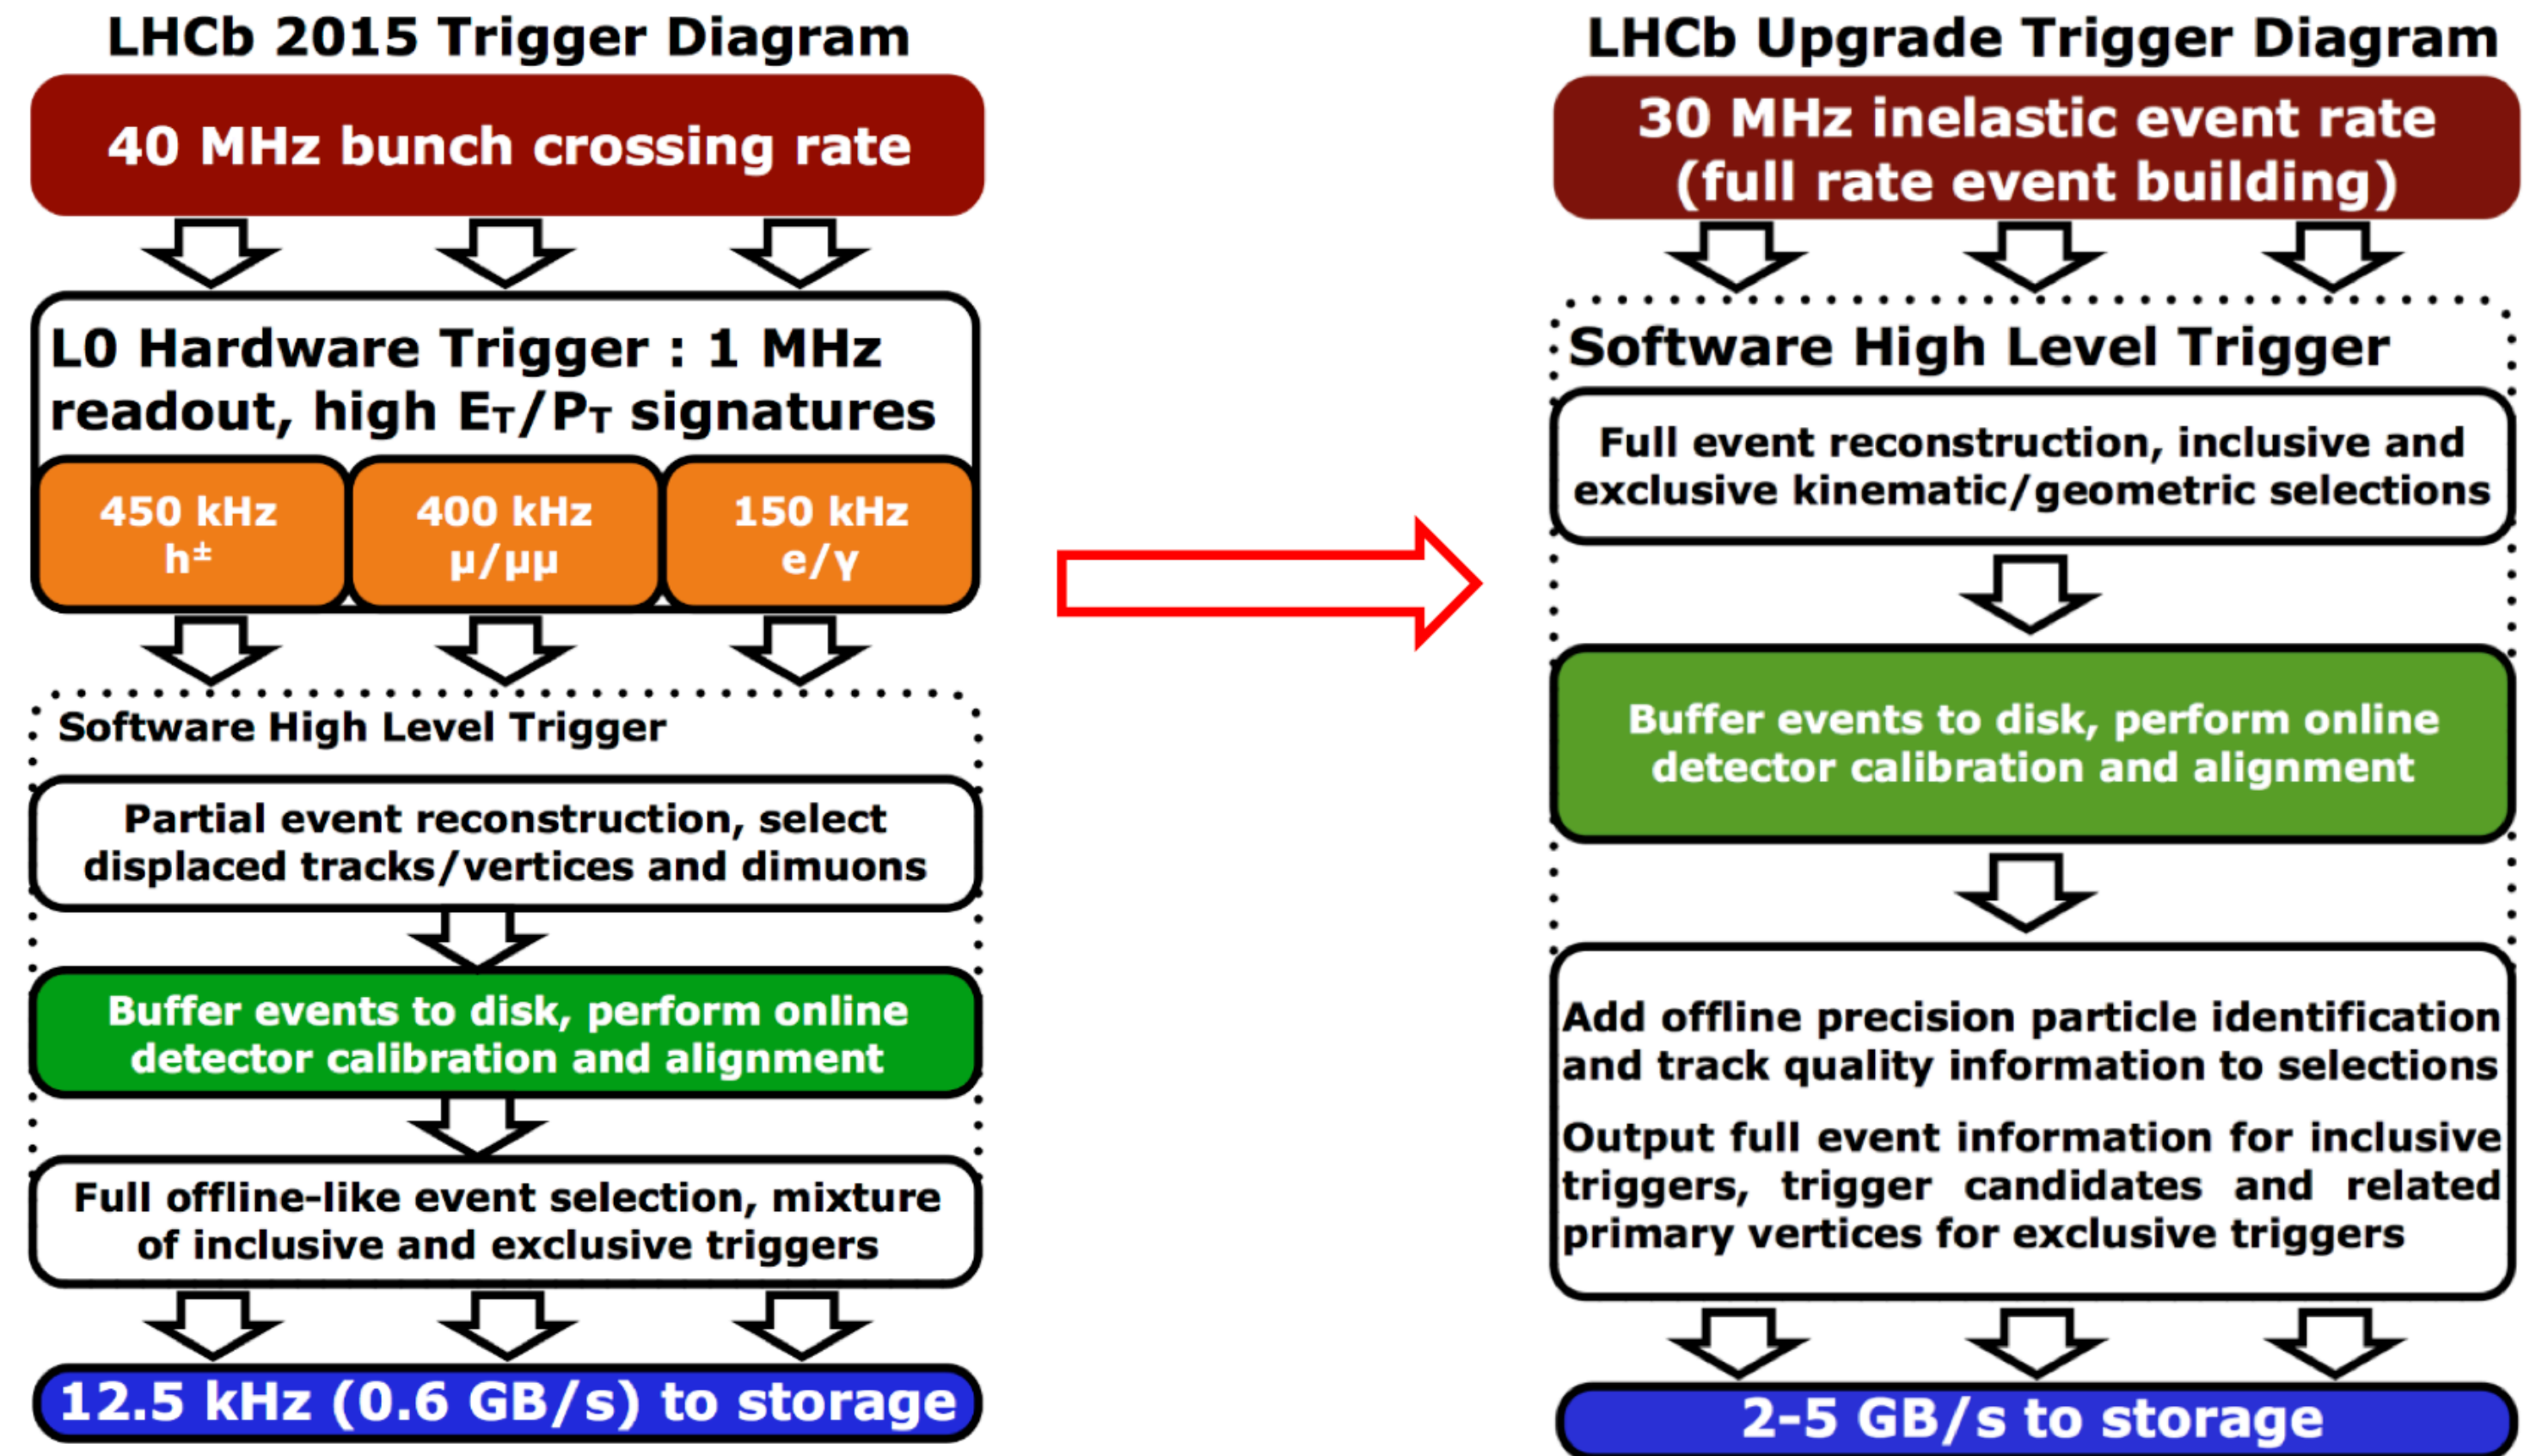 LHCb 2015 Trigger Diagram
40 MHz bunch crossing rate
L0 Hardware Trigger : 1 MHz
readout, high ET/PT signatures
450 kHz
h±
400 kHz
μ/μμ
150 kHz
e/γ
Software High Level Trigger
Partial event reconstruction, select
displaced tracks/vertices and dimuons
Buffer events to disk, perform online
detector calibration and alignment
Full offline-like event selection, mixture
of inclusive and exclusive triggers
12.5 kHz (0.6 GB/s) to storage
LHCb Upgrade Trigger Diagram
30 MHz inelastic event rate
(full rate event building)
Software High Level Trigger
Full event reconstruction, inclusive and
exclusive kinematic/geometric selections
Buffer events to disk, perform online
detector calibration and alignment
Add offline precision particle identification
and track quality information to selections
Output full event information for inclusive
triggers, trigger candidates and related
primary vertices for exclusive triggers
2-5 GB/s to storage